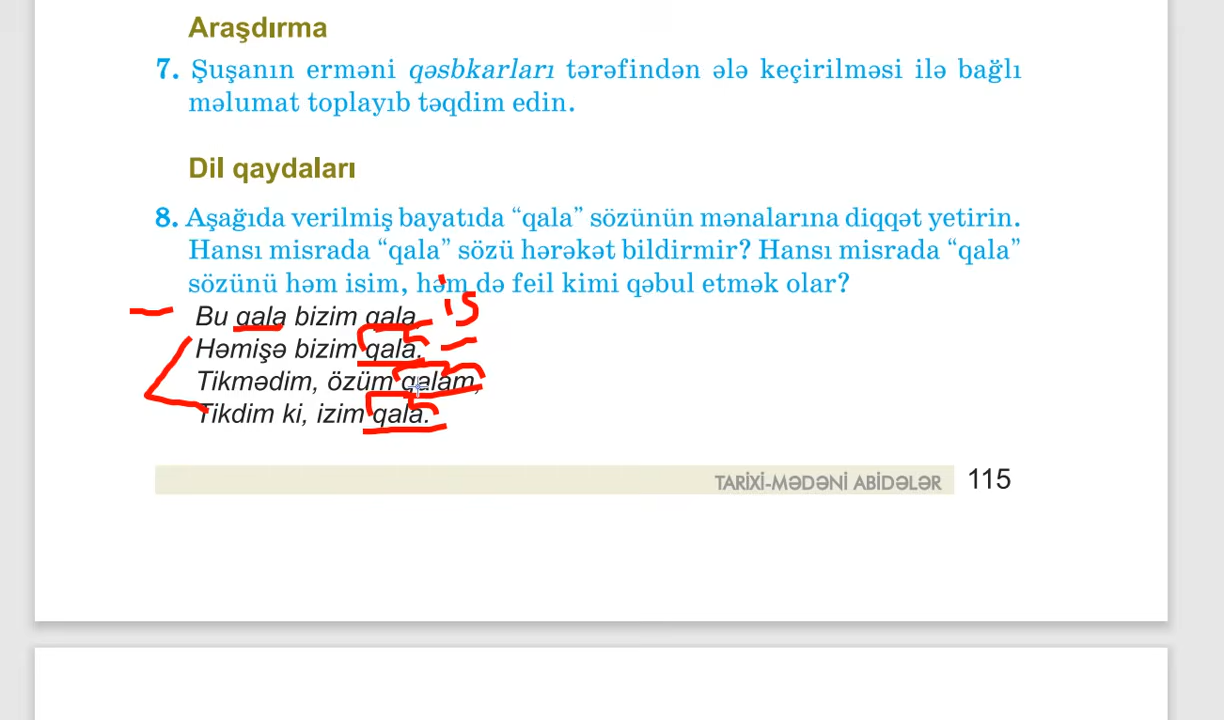 Araşdırma
7. Şuşanın erməni qəsbkarları tərəfindən ələ keçirilməsi ilə bağlı
məlumat toplayıb təqdim edin.
Dil qaydaları
8. Aşağıda verilmiş bayatıda “qala” sözünün mənalarına diqqət yetirin.
Hansı misrada “qala” sözü hərəkət bildirmir? Hansı misrada “qala”
sözünü həm isim, həm də feil kimi qəbul etmək olar?
Bu qala bizim qala
is
Həmişə bizim qala.
Tikmədim, özüm qalam,
Tikdim ki, izim qala.
TARİXİ-MƏDƏNİ ABİDƏLƏR 115